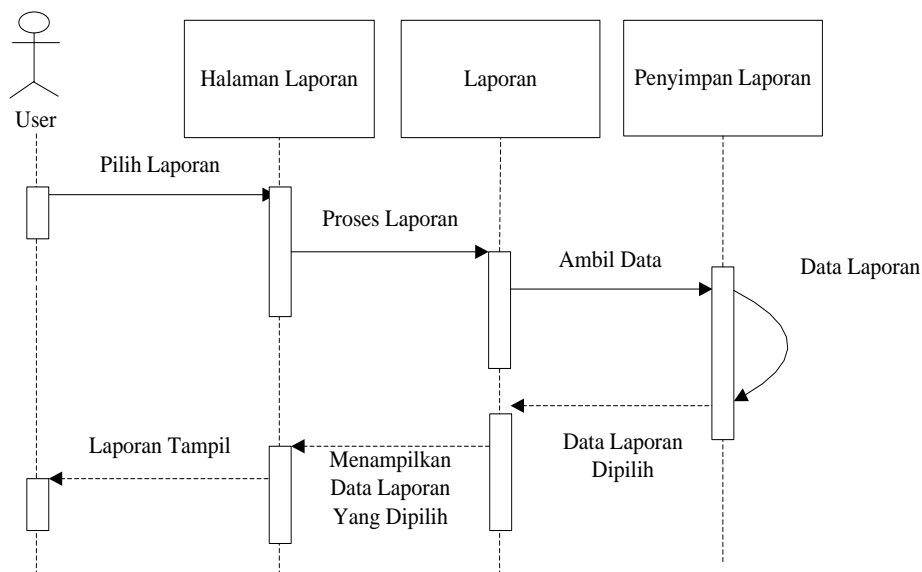 Halaman Laporan
Laporan
Penyimpan Laporan
User
Pilih Laporan
Proses Laporan
Ambil Data
Data Laporan
Data Laporan
Dipilih
Menampilkan
Data Laporan
Yang Dipilih
Laporan Tampil